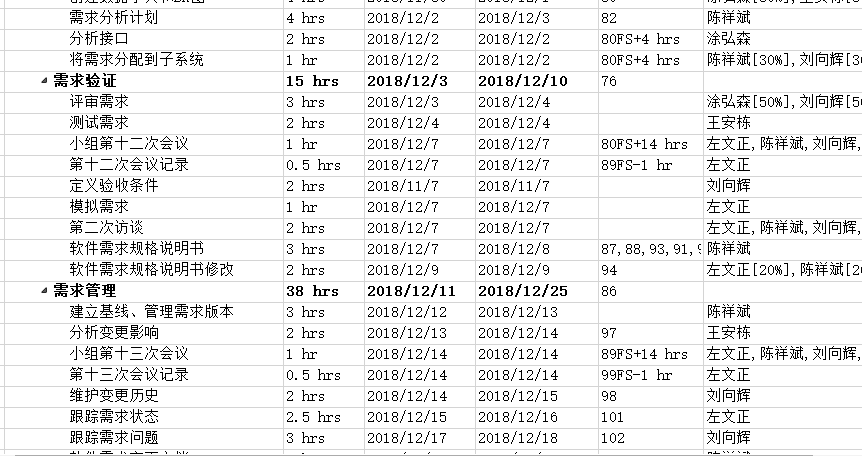 需求分析计划 4 hrs 2018/12/2 2018/12/3 82 陈祥斌
分析接口 2 hrs 2018/12/2 2018/12/2 80FS+4 hrs 涂弘森
将需求分配到子系统 1 hr 2018/12/2 2018/12/2 80FS+4 hrs 陈祥斌[30%],刘向辉[30
需求验证 15 hrs 2018/12/3 2018/12/10 76
评审需求 3 hrs 2018/12/3 2018/12/4 涂弘森[50%],刘向辉[50
测试需求 2 hrs 2018/12/4 2018/12/4 王安栋
小组第十二次会议 1 hr 2018/12/7 2018/12/7 80FS+14 hrs 左文正,陈祥斌,刘向辉,
第十二次会议记录 0.5 hrs 2018/12/7 2018/12/7 89FS-1 hr 左文正
定义验收条件 2 hrs 2018/11/7 2018/11/7 刘向辉
模拟需求 1 hr 2018/12/7 2018/12/7 左文正
第二次访谈 2 hrs 2018/12/7 2018/12/7 左文正,陈祥斌,刘向辉,
软件需求规格说明书 3 hrs 2018/12/7 2018/12/8 87,88,93,91,9 陈祥斌
软件需求规格说明书修改 2 hrs 2018/12/9 2018/12/9 94 左文正[20%],陈祥斌[20
需求管理 38 hrs 2018/12/11 2018/12/25 86
建立基线、管理需求版本 3 hrs 2018/12/12 2018/12/13 陈祥斌
分析变更影响 2 hrs 2018/12/13 2018/12/14 97 王安栋
小组第十三次会议 1 hr 2018/12/14 2018/12/14 89FS+14 hrs 左文正,陈祥斌,刘向辉,
第十三次会议记录 0.5 hrs 2018/12/14 2018/12/14 99FS-1 hr 左文正
维护变更历史 2 hrs 2018/12/14 2018/12/15 98 刘向辉
跟踪需求状态 2.5 hrs 2018/12/15 2018/12/16 101 左文正
跟踪需求问题 3 hrs 2018/12/17 2018/12/18 102 刘向辉